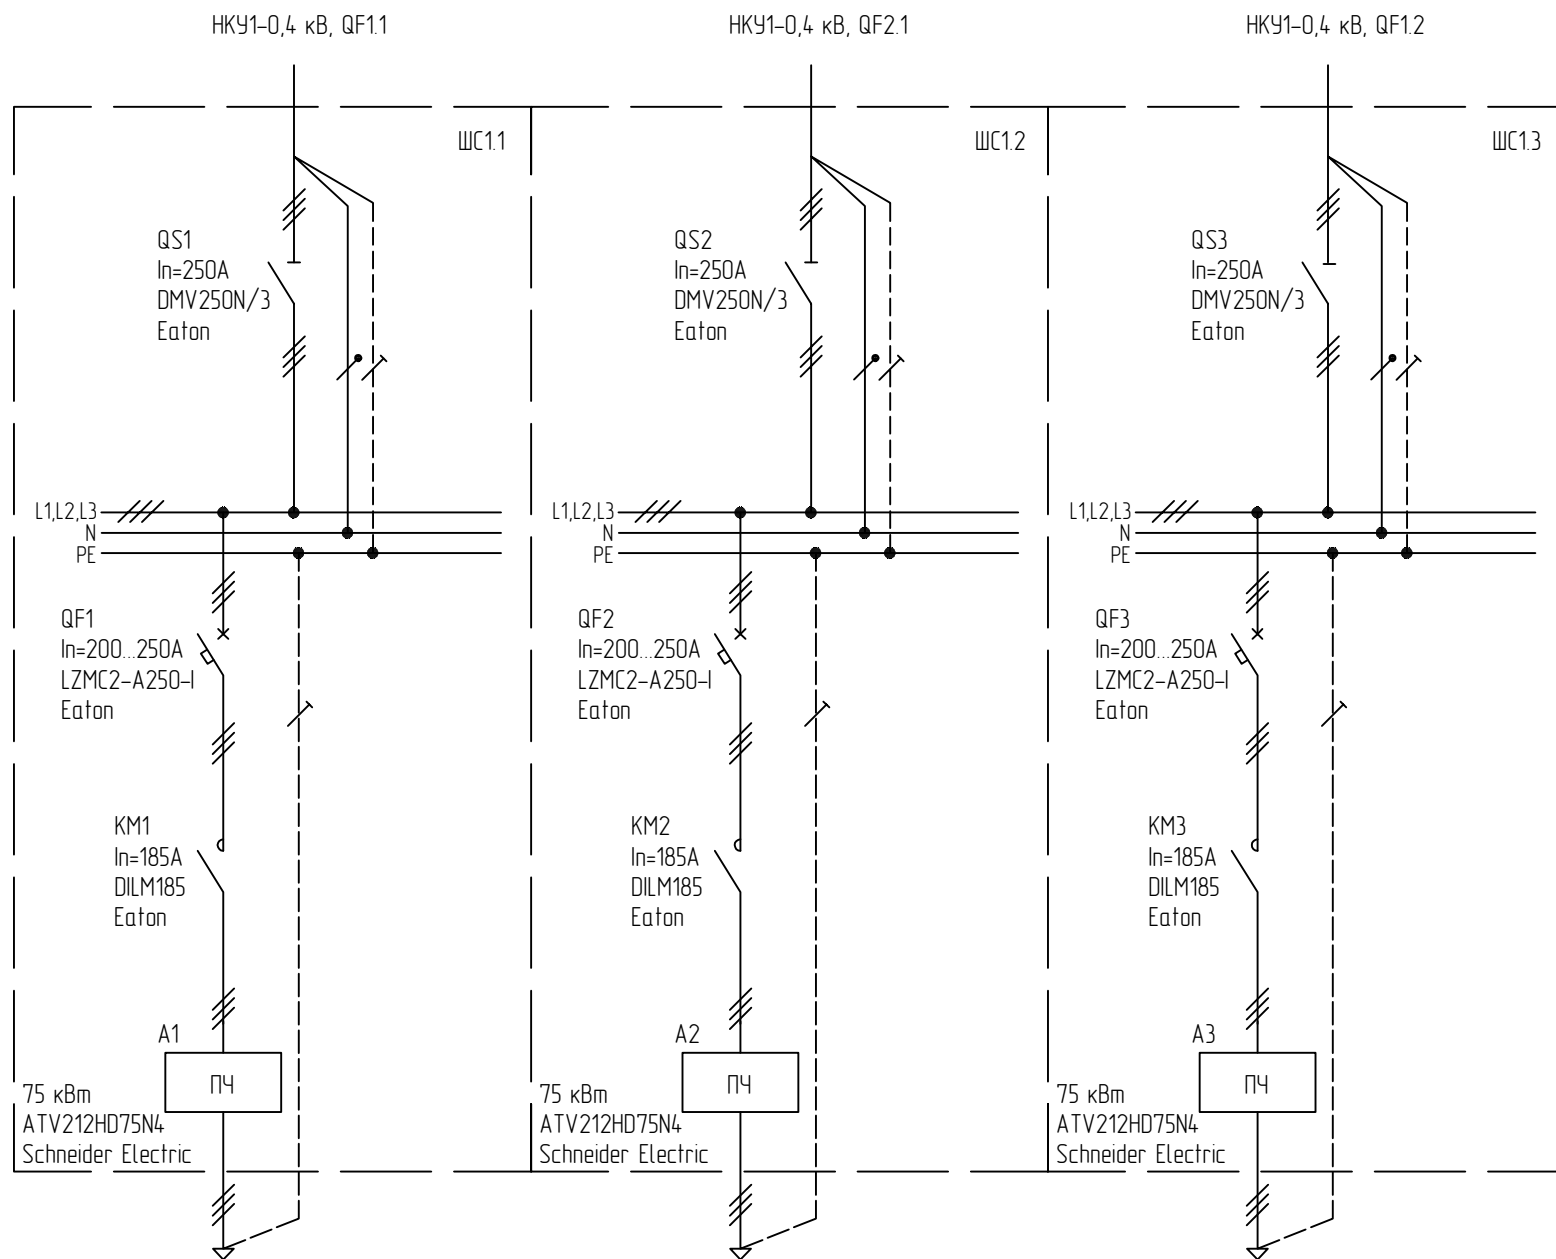 НКУ1-0,4 кВ, QF1.1
НКУ1-0,4 кВ, QF2.1
НКУ1-0,4 кВ, QF1.2
ШС1.1
ШС1.2
ШС1.3
QS1
In=250A
DMV250N/3
Eaton
QS2
In=250A
DMV250N/3
Eaton
QS3
In=250A
DMV250N/3
Eaton
L1,L2,L3
N
PE
L1,L2,L3
N
PE
L1,L2,L3
N
PE
QF1
In=200...250A
LZMC2-A250-I
Eaton
QF2
In=200...250A
LZMC2-A250-I
Eaton
QF3
In=200...250A
LZMC2-A250-I
Eaton
KM1
In=185A
DILM185
Eaton
KM2
In=185A
DILM185
Eaton
KM3
In=185A
DILM185
Eaton
A1
ПЧ
75 кВт
ATV212HD75N4
Schneider Electric
A2
ПЧ
75 кВт
ATV212HD75N4
Schneider Electric
A3
ПЧ
75 кВт
ATV212HD75N4
Schneider Electric